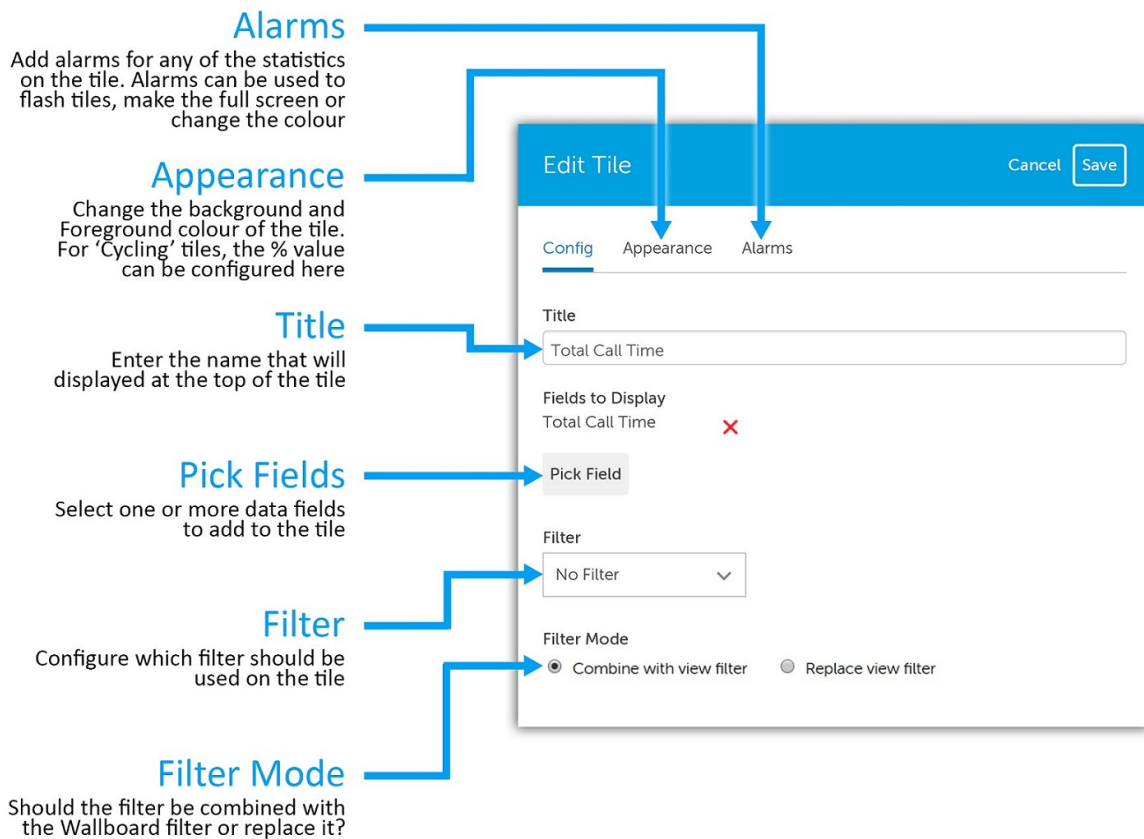 Alarms
Add alarms for any of the statistics
on the tile. Alarms can be used to
flash tiles, make the full screen or
change the colour
Appearance
Change the background and
Foreground colour of the tile.
For ‘Cycling’ tiles, the % value
can be configured here
Title
Enter the name that will
displayed at the top of the tile
Pick Fields
Select one or more data fields
to add to the tile
Filter
Configure which filter should be
used on the tile
Filter Mode
Should the filter be combined with
the Wallboard filter or replace it?
Edit Tile Cancel Save
Config Appearance Alarms
Title
Total Call Time
Fields to Display
Total Call Time
Pick Field
Filter
No Filter
Filter Mode
Combine with view filter Replace view filter